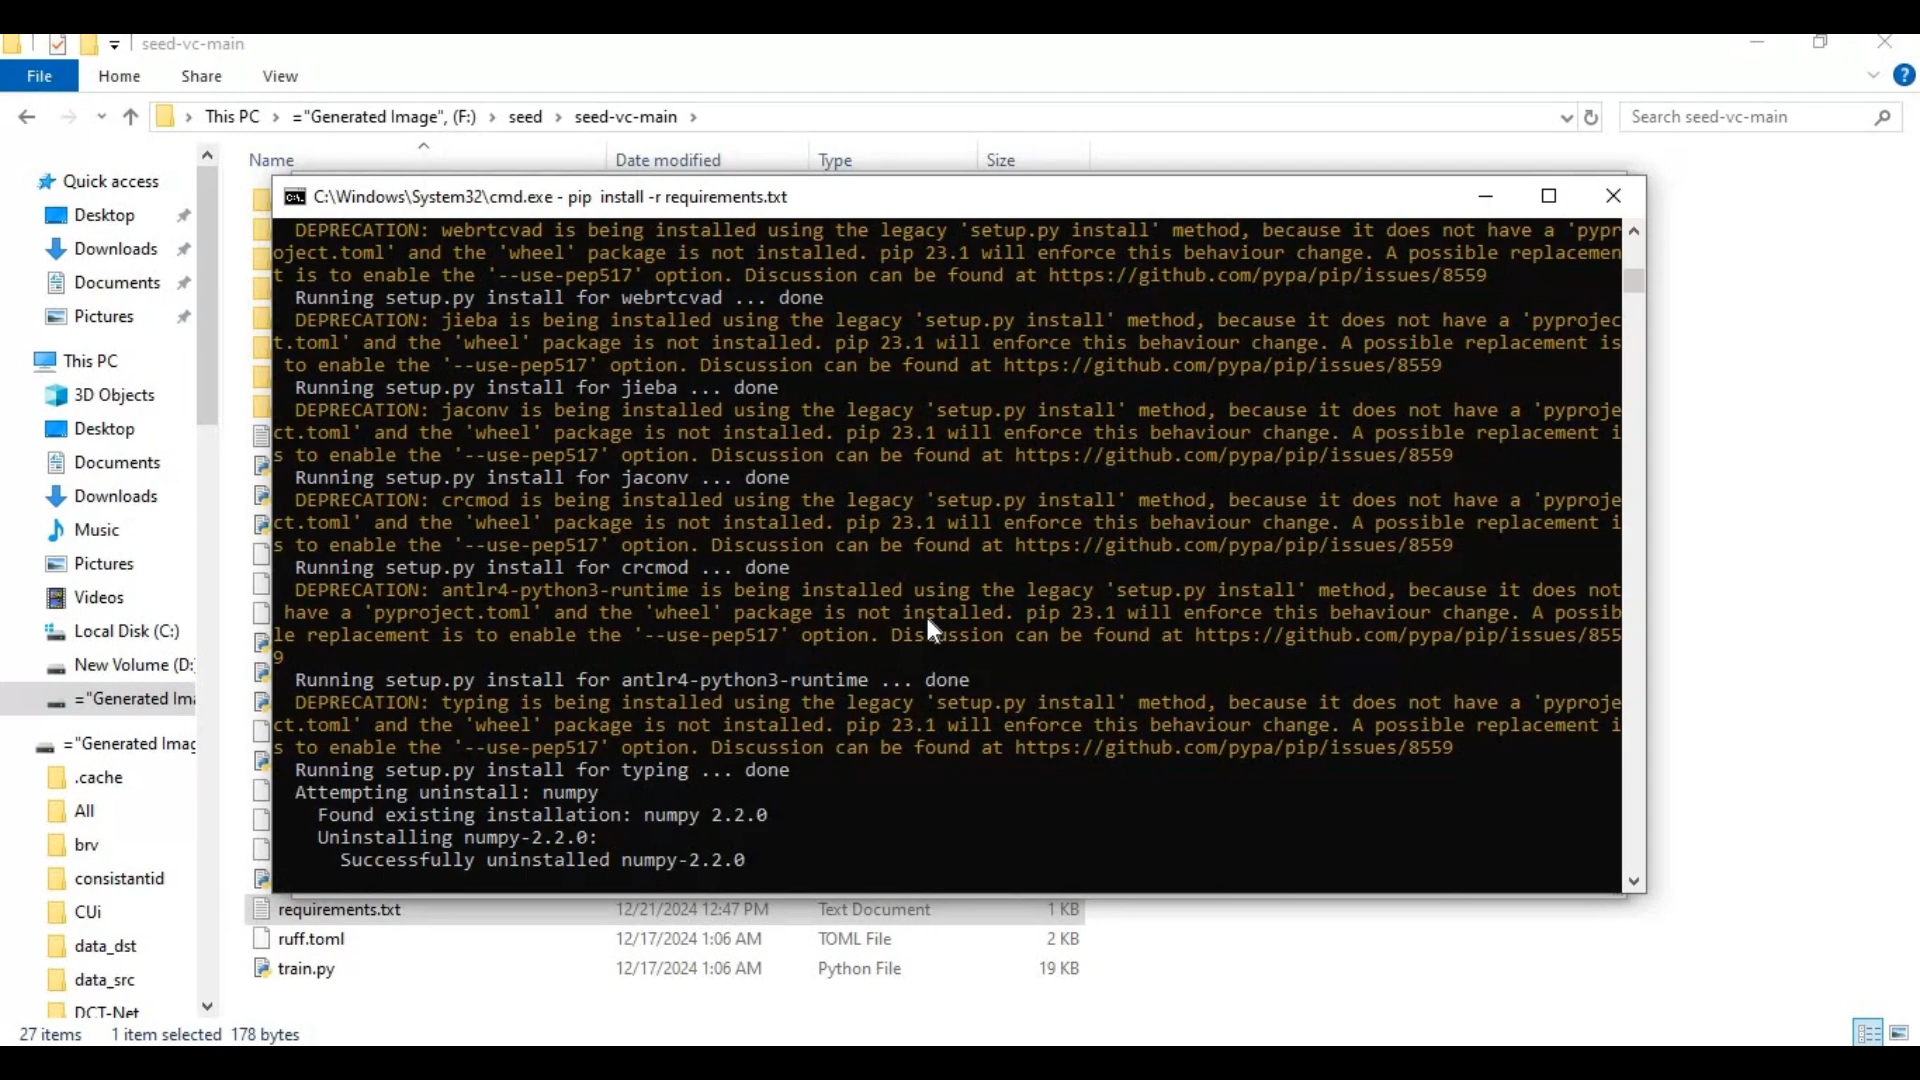 seed-vc-main
File Home Share View
This PC > ="Generated Image", (F:) > seed > seed-vc-main >
Search seed-vc-main
Name Date modified Type Size
Quick access
Desktop
Downloads
Documents
Pictures
This PC
3D Objects
Desktop
Documents
Downloads
Music
Pictures
Videos
Local Disk (C:)
New Volume (D:
="Generated Ima
="Generated Imag
.cache
All
brv
consistantid
CUi
data_dst
data_src
DCT-Net
C:\Windows\System32\cmd.exe - pip  install -r requirements.txt
DEPRECATION: webrtcvad is being installed using the legacy 'setup.py install' method, because it does not have a 'pypr
oject.toml' and the 'wheel' package is not installed. pip 23.1 will enforce this behaviour change. A possible replacemen
t is to enable the '--use-pep517' option. Discussion can be found at https://github.com/pypa/pip/issues/8559
Running setup.py install for webrtcvad ... done
DEPRECATION: jieba is being installed using the legacy 'setup.py install' method, because it does not have a 'pyprojec
t.toml' and the 'wheel' package is not installed. pip 23.1 will enforce this behaviour change. A possible replacement is
to enable the '--use-pep517' option. Discussion can be found at https://github.com/pypa/pip/issues/8559
Running setup.py install for jieba ... done
DEPRECATION: jaconv is being installed using the legacy 'setup.py install' method, because it does not have a 'pyproje
ct.toml' and the 'wheel' package is not installed. pip 23.1 will enforce this behaviour change. A possible replacement i
s to enable the '--use-pep517' option. Discussion can be found at https://github.com/pypa/pip/issues/8559
Running setup.py install for jaconv ... done
DEPRECATION: crcmod is being installed using the legacy 'setup.py install' method, because it does not have a 'pyproje
ct.toml' and the 'wheel' package is not installed. pip 23.1 will enforce this behaviour change. A possible replacement i
s to enable the '--use-pep517' option. Discussion can be found at https://github.com/pypa/pip/issues/8559
Running setup.py install for crcmod ... done
DEPRECATION: antlr4-python3-runtime is being installed using the legacy 'setup.py install' method, because it does not
have a 'pyproject.toml' and the 'wheel' package is not installed. pip 23.1 will enforce this behaviour change. A possib
le replacement is to enable the '--use-pep517' option. Discussion can be found at https://github.com/pypa/pip/issues/855
9
Running setup.py install for antlr4-python3-runtime ... done
DEPRECATION: typing is being installed using the legacy 'setup.py install' method, because it does not have a 'pyproje
ct.toml' and the 'wheel' package is not installed. pip 23.1 will enforce this behaviour change. A possible replacement i
s to enable the '--use-pep517' option. Discussion can be found at https://github.com/pypa/pip/issues/8559
Running setup.py install for typing ... done
Attempting uninstall: numpy
Found existing installation: numpy 2.2.0
Uninstalling numpy-2.2.0:
Successfully uninstalled numpy-2.2.0
requirements.txt 12/21/2024 12:47 PM Text Document 1 KB
ruff.toml 12/17/2024 1:06 AM TOML File 2 KB
train.py 12/17/2024 1:06 AM Python File 19 KB
27 items 1 item selected 178 bytes